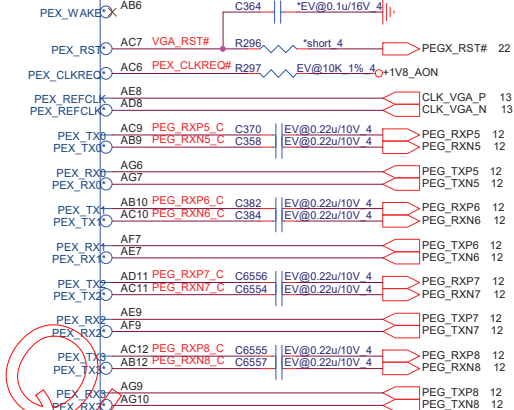 PEX_WAKE AB6 C364 *EV@0.1u/16V_4
PEX_RST AC7 VGA_RST# R296 *short_4 PEGX_RST# 22
PEX_CLKREQ AC6 PEX_CLKREQ# R297 EV@10K_1%_4 +1V8_AON
PEX_REFCLK AE8 CLK_VGA_P 13
PEX_REFCLK AD8 CLK_VGA_N 13
PEX_TX0 AC9 PEG_RXP5_C C370 EV@0.22u/10V_4 PEG_RXP5 12
PEX_TX0 AB9 PEG_RXN5_C C358 EV@0.22u/10V_4 PEG_RXN5 12
PEX_RX0 AG6 PEG_TXP5 12
PEX_RX0 AG7 PEG_TXN5 12
PEX_TX1 AB10 PEG_RXP6_C C382 EV@0.22u/10V_4 PEG_RXP6 12
PEX_TX1 AC10 PEG_RXN6_C C384 EV@0.22u/10V_4 PEG_RXN6 12
PEX_RX1 AF7 PEG_TXP6 12
PEX_RX1 AE7 PEG_TXN6 12
PEX_TX2 AD11 PEG_RXP7_C C6556 EV@0.22u/10V_4 PEG_RXP7 12
PEX_TX2 AC11 PEG_RXN7_C C6554 EV@0.22u/10V_4 PEG_RXN7 12
PEX_RX2 AE9 PEG_TXP7 12
PEX_RX2 AF9 PEG_TXN7 12
PEX_TX3 AC12 PEG_RXP8_C C6555 EV@0.22u/10V_4 PEG_RXP8 12
PEX_TX3 AB12 PEG_RXN8_C C6557 EV@0.22u/10V_4 PEG_RXN8 12
PEX_RX3 AG9 PEG_TXP8 12
PEX_RX3 AG10 PEG_TXN8 12